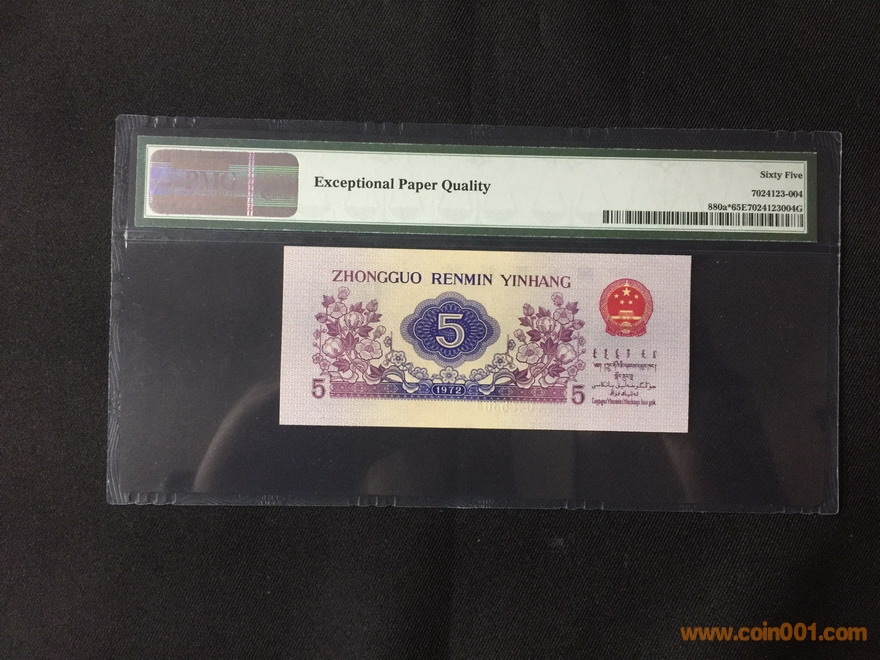 PMG
Exceptional Paper Quality
Sixty Five
7024123-004
880a*65E7024123004G
ZHONGGUO RENMIN YINHANG
5
5
1972
5
www.coin001.com